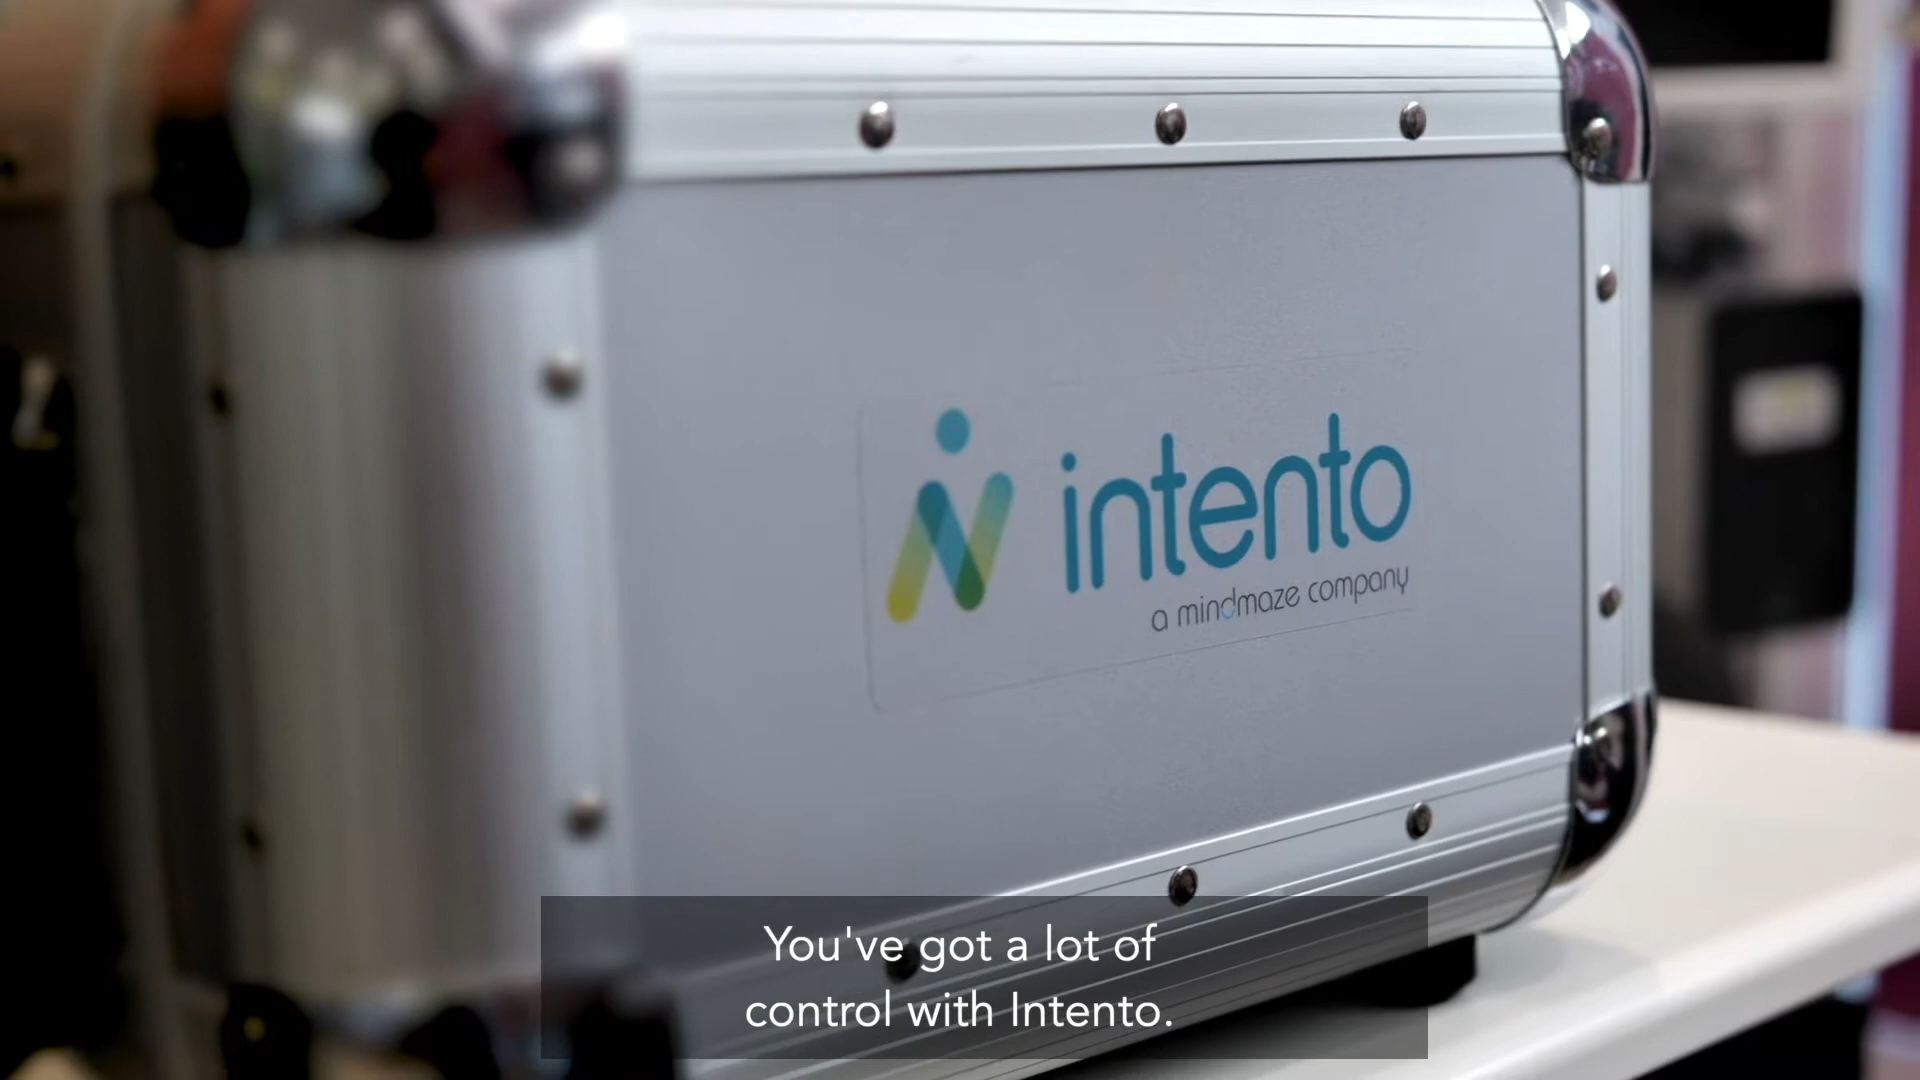 intento
a mindmaze company
You've got a lot of
control with Intento.